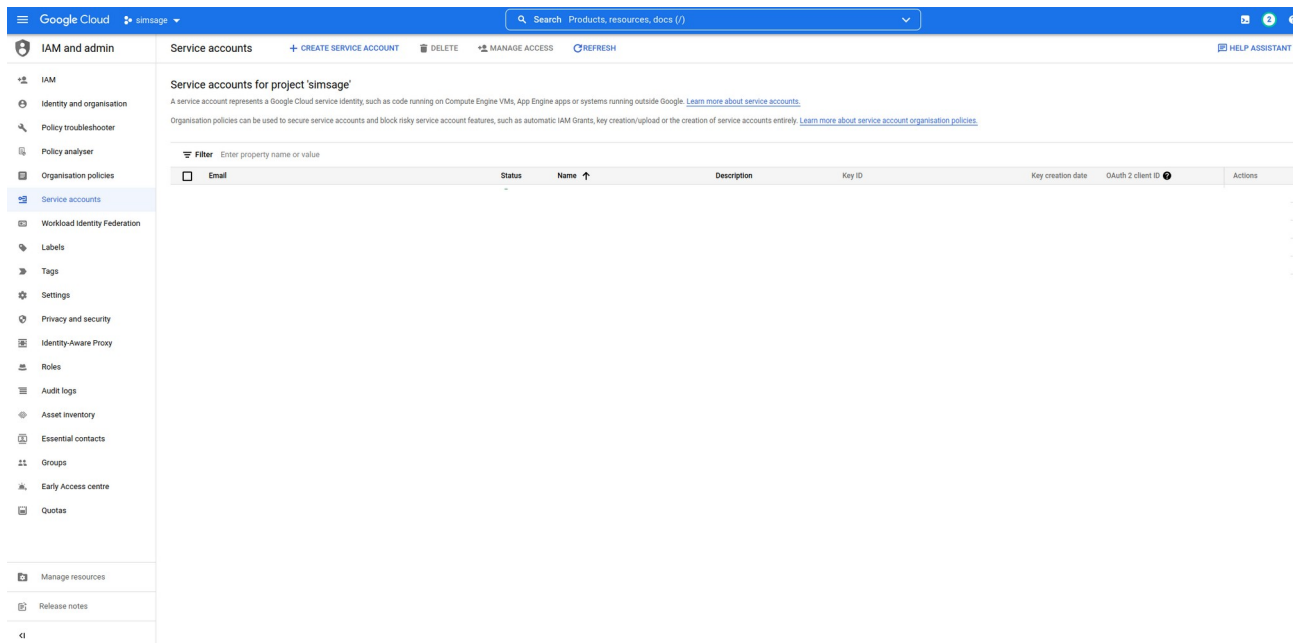 Google Cloud simsage Search Products, resources, docs (/) 2
IAM and admin Service accounts + CREATE SERVICE ACCOUNT DELETE MANAGE ACCESS REFRESH HELP ASSISTANT
IAM
Identity and organisation
Policy troubleshooter
Policy analyser
Organisation policies
Service accounts
Workload Identity Federation
Labels
Tags
Settings
Privacy and security
Identity-Aware Proxy
Roles
Audit logs
Asset inventory
Essential contacts
Groups
Early Access centre
Quotas
Manage resources
Release notes
Service accounts for project 'simsage'
A service account represents a Google Cloud service identity, such as code running on Compute Engine VMs, App Engine apps or systems running outside Google. Learn more about service accounts.
Organisation policies can be used to secure service accounts and block risky service account features, such as automatic IAM Grants, key creation/upload or the creation of service accounts entirely. Learn more about service account organisation policies.
Filter Enter property name or value
Email Status Name Description Key ID Key creation date OAuth 2 client ID Actions